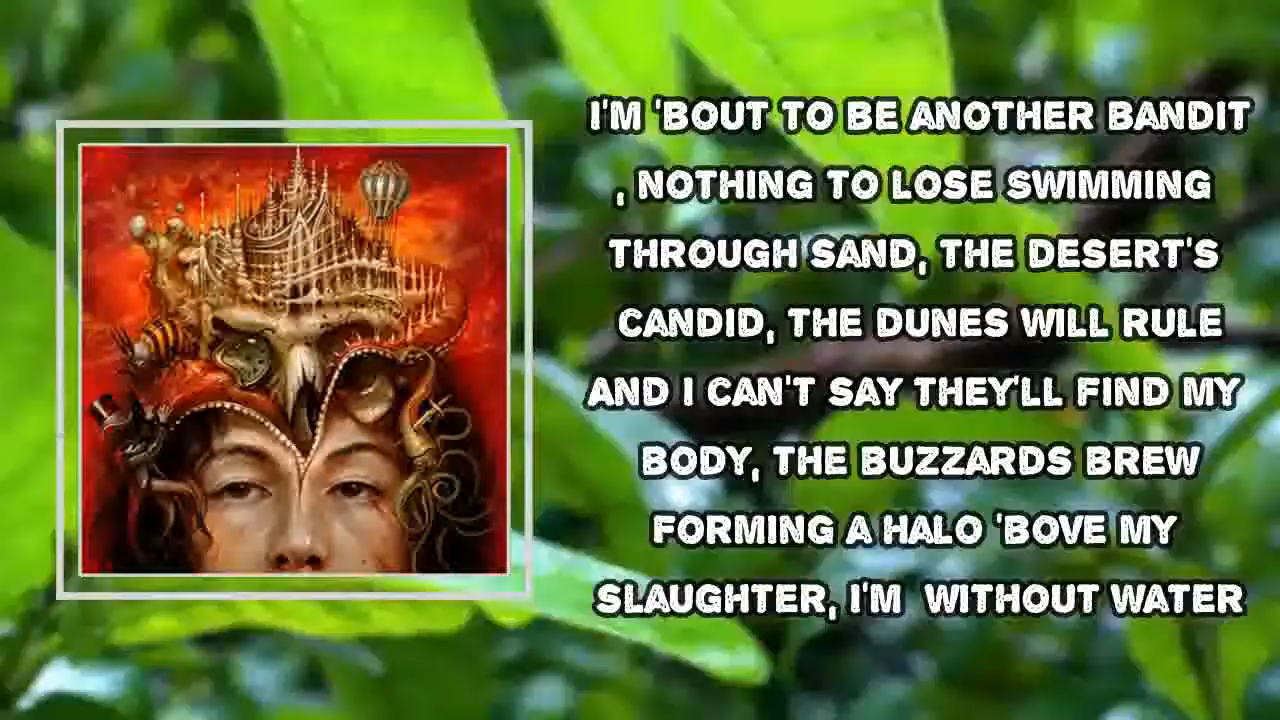 I'M 'BOUT TO BE ANOTHER BANDIT
, NOTHING TO LOSE SWIMMING
THROUGH SAND, THE DESERT'S
CANDID, THE DUNES WILL RULE
AND I CAN'T SAY THEY'LL FIND MY
BODY, THE BUZZARDS BREW
FORMING A HALO 'BOVE MY
SLAUGHTER, I'M  WITHOUT WATER